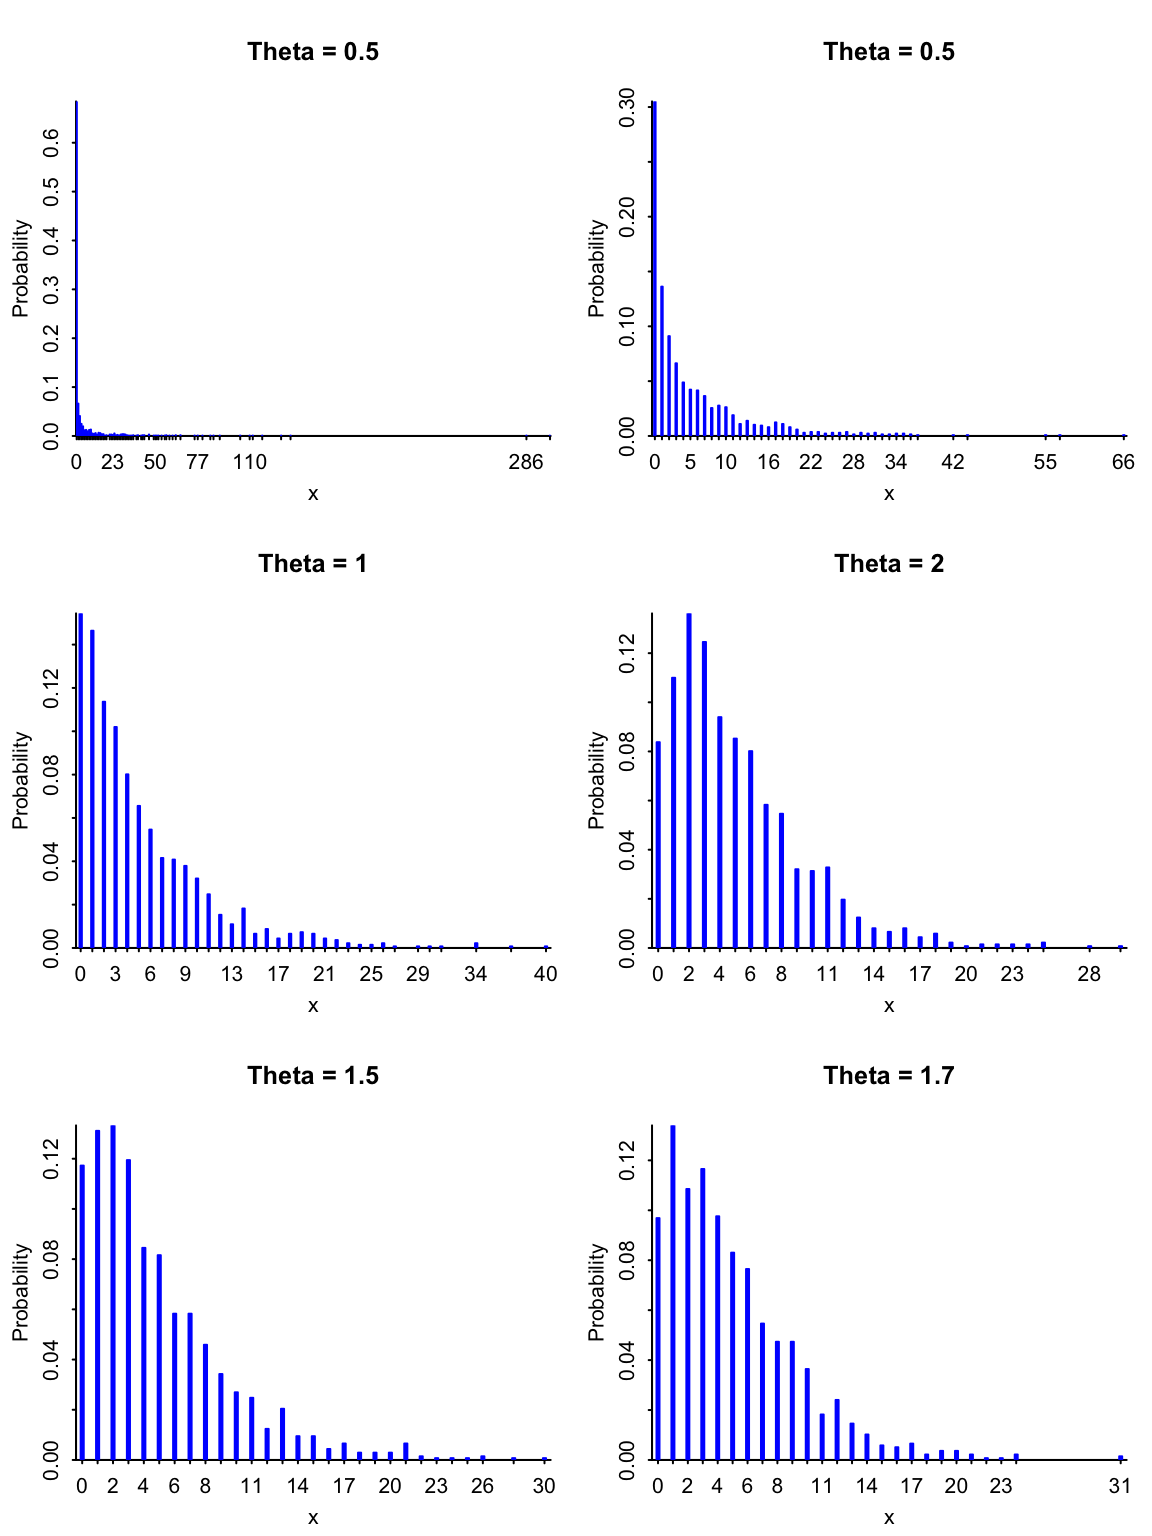 Theta = 0.5
Probability
0.0 0.1 0.2 0.3 0.4 0.5 0.6
0 23 50 77 110 286
x
Theta = 0.5
Probability
0.00 0.10 0.20 0.30
0 5 10 16 22 28 34 42 55 66
x
Theta = 1
Probability
0.00 0.04 0.08 0.12
0 3 6 9 13 17 21 25 29 34 40
x
Theta = 2
Probability
0.00 0.04 0.08 0.12
0 2 4 6 8 11 14 17 20 23 28
x
Theta = 1.5
Probability
0.00 0.04 0.08 0.12
0 2 4 6 8 11 14 17 20 23 26 30
x
Theta = 1.7
Probability
0.00 0.04 0.08 0.12
0 2 4 6 8 11 14 17 20 23 31
x